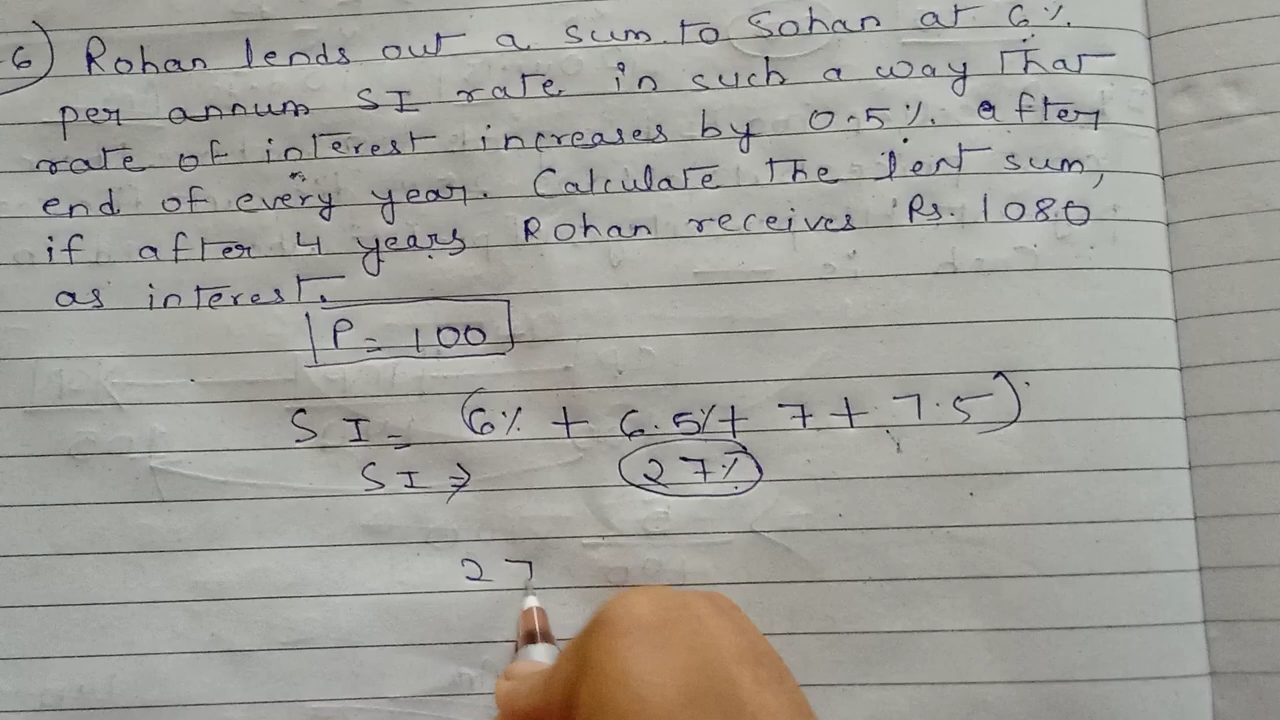 6) Rohan lends out a sum to Sohan at 6%
per annum SI rate in such a way That
rate of interest increases by 0.5% after
end of every year. Calculate The lent sum,
if after 4 years Rohan receives Rs. 1080
as interest.
P = 100
SI = (6% + 6.5% + 7 + 7.5)
SI ⇒ 27%
27